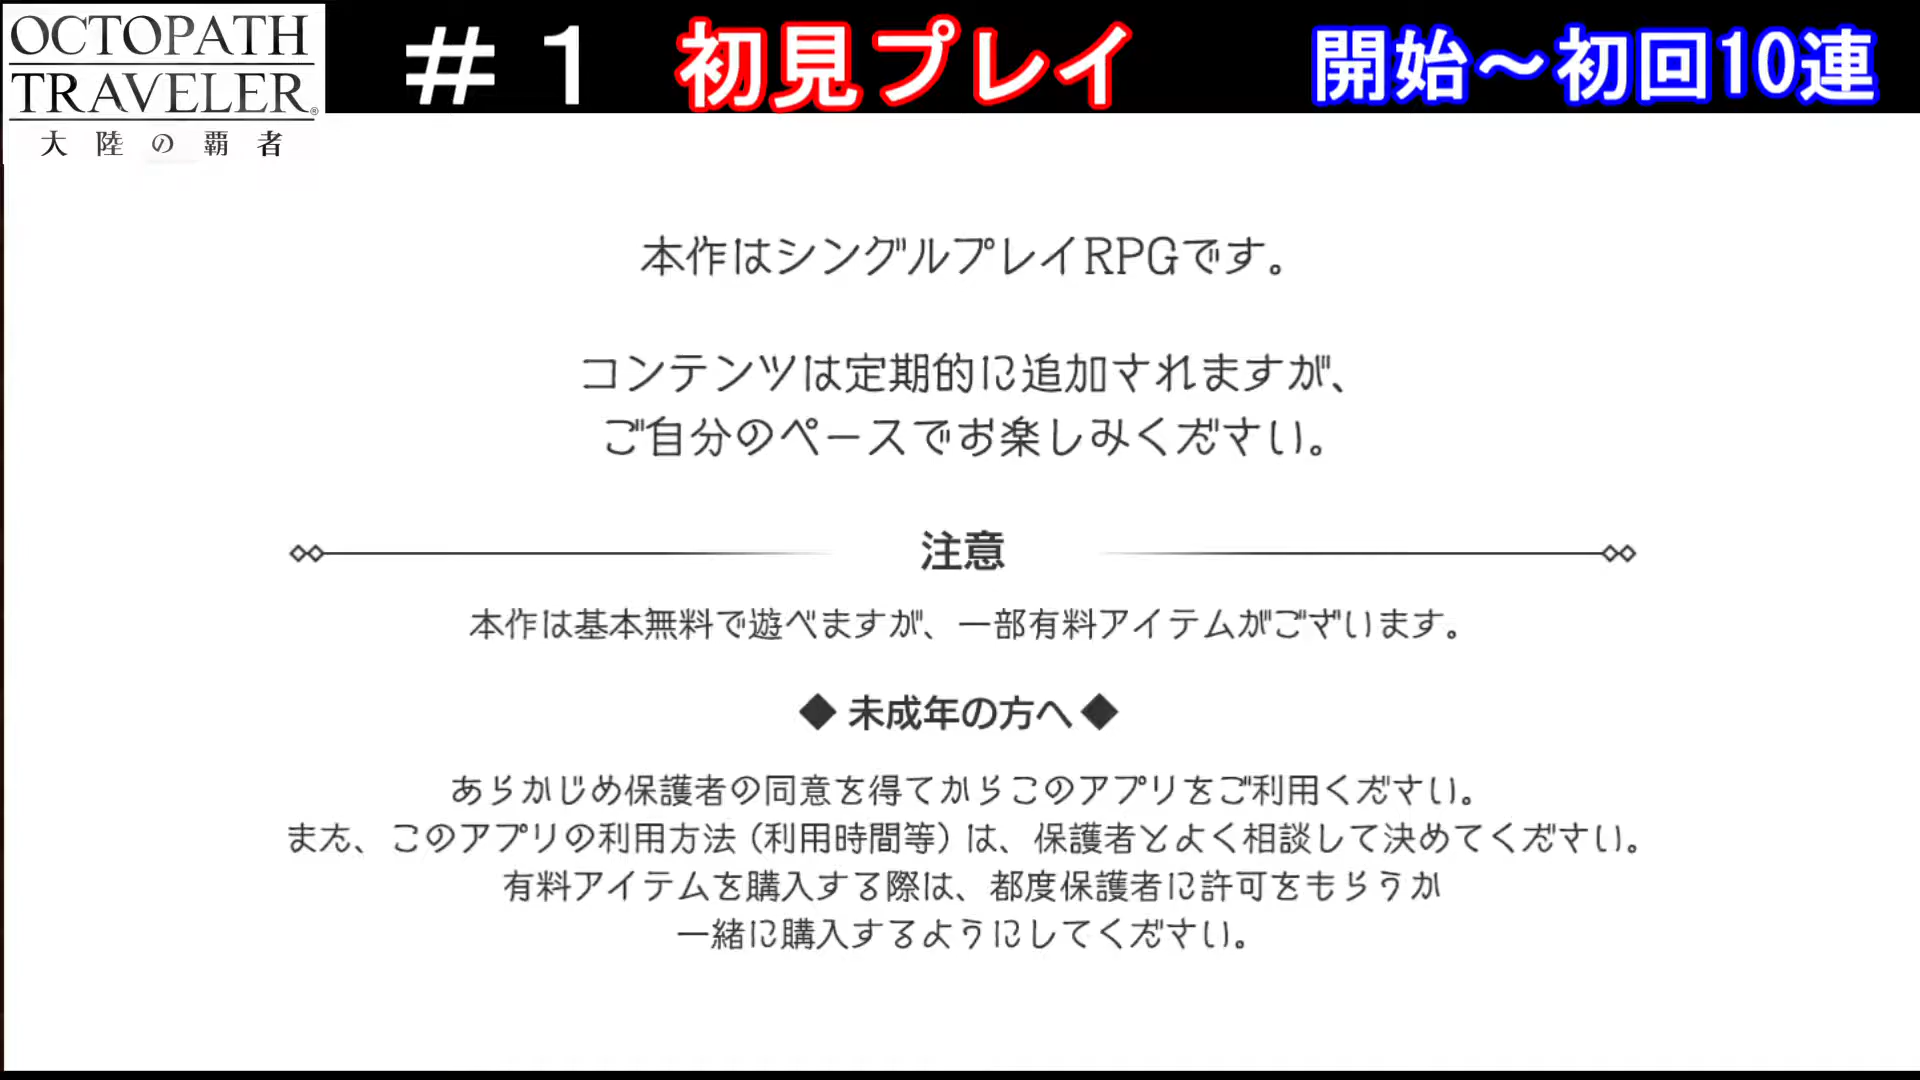 OCTOPATH
TRAVELER®
大陸の覇者
＃１ 初見プレイ 開始～初回10連
本作はシングルプレイRPGです。
コンテンツは定期的に追加されますが、
ご自分のペースでお楽しみください。
注意
本作は基本無料で遊べますが、一部有料アイテムがございます。
◆ 未成年の方へ ◆
あらかじめ保護者の同意を得てからこのアプリをご利用ください。
また、このアプリの利用方法（利用時間等）は、保護者とよく相談して決めてください。
有料アイテムを購入する際は、都度保護者に許可をもらうか
一緒に購入するようにしてください。